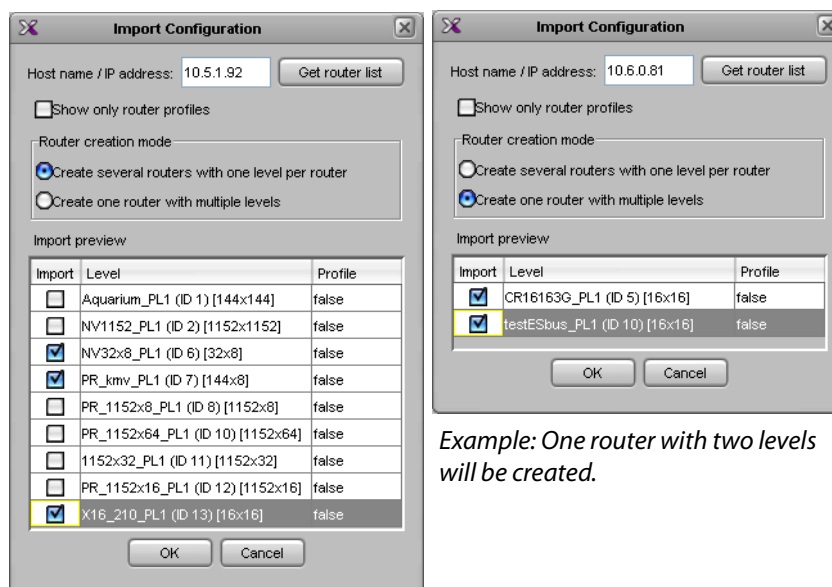 Import Configuration
Host name / IP address: 10.5.1.92 Get router list
Show only router profiles
Router creation mode
Create several routers with one level per router
Create one router with multiple levels
Import preview
Import Level Profile
Aquarium_PL1 (ID 1) [144x144] false
NV1152_PL1 (ID 2) [1152x1152] false
NV32x8_PL1 (ID 6) [32x8] false
PR_kmv_PL1 (ID 7) [144x8] false
PR_1152x8_PL1 (ID 8) [1152x8] false
PR_1152x64_PL1 (ID 10) [1152x64] false
1152x32_PL1 (ID 11) [1152x32] false
PR_1152x16_PL1 (ID 12) [1152x16] false
X16_210_PL1 (ID 13) [16x16] false
OK Cancel
Import Configuration
Host name / IP address: 10.6.0.81 Get router list
Show only router profiles
Router creation mode
Create several routers with one level per router
Create one router with multiple levels
Import preview
Import Level Profile
CR16163G_PL1 (ID 5) [16x16] false
testESbus_PL1 (ID 10) [16x16] false
OK Cancel
Example: One router with two levels
will be created.